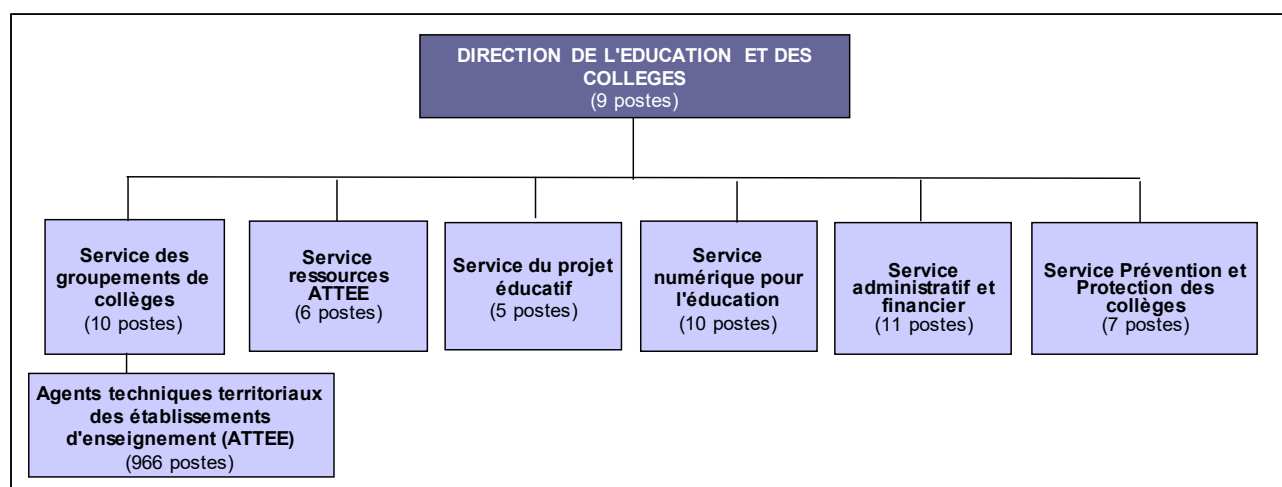 DIRECTION DE L'EDUCATION ET DES
COLLEGES
(9 postes)
Service des
groupements de
collèges
(10 postes)
Service
ressources
ATTEE
(6 postes)
Service du projet
éducatif
(5 postes)
Service
numérique pour
l'éducation
(10 postes)
Service
administratif et
financier
(11 postes)
Service Prévention et
Protection des
collèges
(7 postes)
Agents techniques territoriaux
des établissements
d'enseignement (ATTEE)
(966 postes)